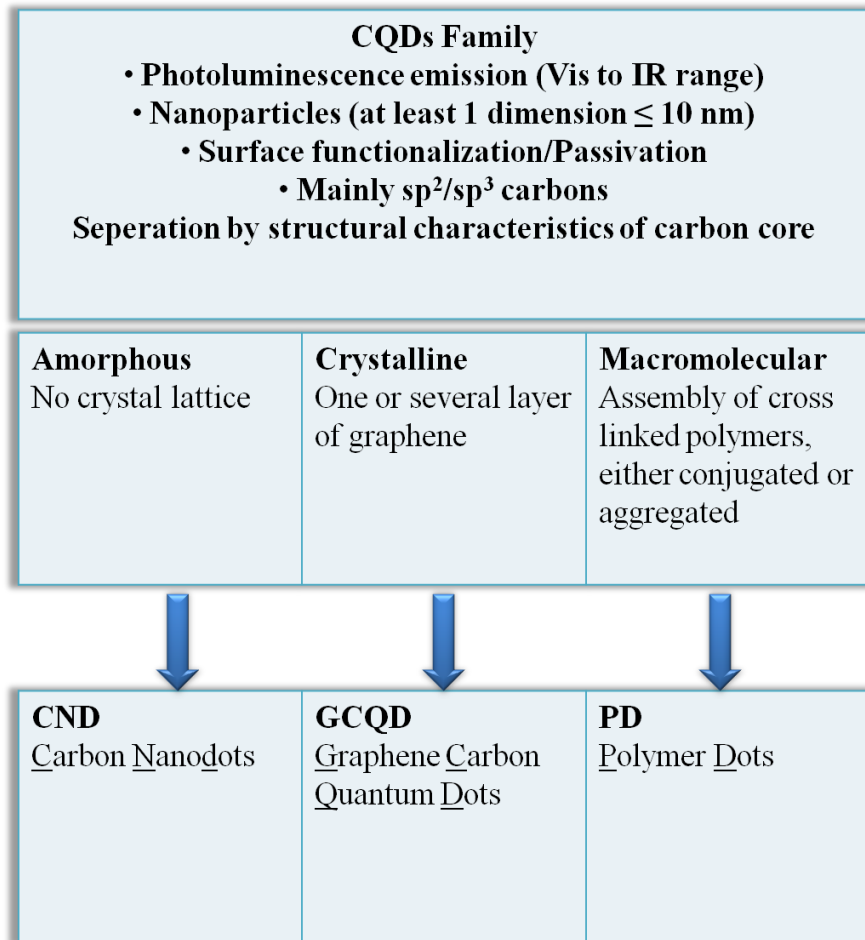 CQDs Family
• Photoluminescence emission (Vis to IR range)
• Nanoparticles (at least 1 dimension ≤ 10 nm)
• Surface functionalization/Passivation
• Mainly sp²/sp³ carbons
Seperation by structural characteristics of carbon core
Amorphous
No crystal lattice
Crystalline
One or several layer
of graphene
Macromolecular
Assembly of cross
linked polymers,
either conjugated or
aggregated
CND
Carbon Nanodots
GCQD
Graphene Carbon
Quantum Dots
PD
Polymer Dots